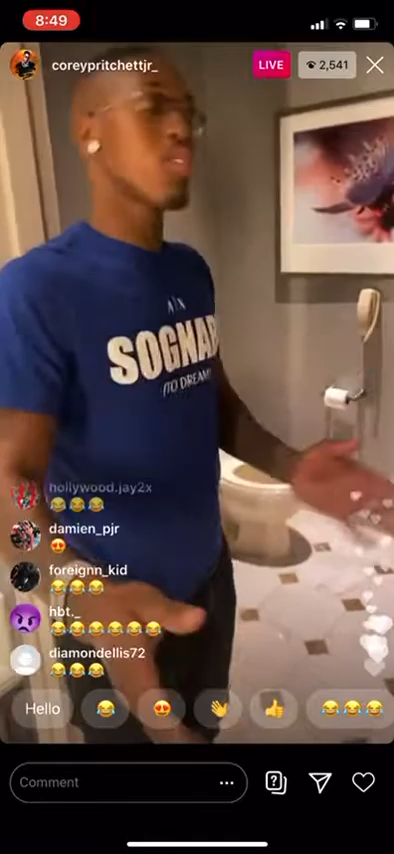 8:49
coreypritchettjr_
LIVE
2,541
A|X
SOGNAR
(TO DREAM)
hollywood.jay2x
😂😂😂
damien_pjr
😍
foreignn_kid
😂😂😂
hbt._
😂😂😂😂😂😂
diamondellis72
😂😂😂
Hello 😂 😍 👋 👍 😂😂😂
Comment